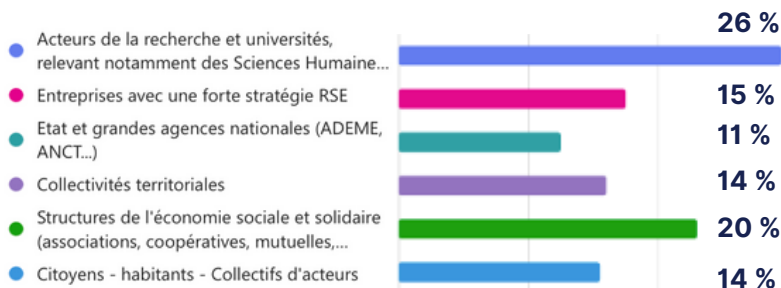 26 %
Acteurs de la recherche et universités,
relevant notamment des Sciences Humaine...
Entreprises avec une forte stratégie RSE
15 %
Etat et grandes agences nationales (ADEME,
ANCT...)
11 %
Collectivités territoriales
14 %
Structures de l'économie sociale et solidaire
(associations, coopératives, mutuelles,...
20 %
Citoyens - habitants - Collectifs d'acteurs
14 %